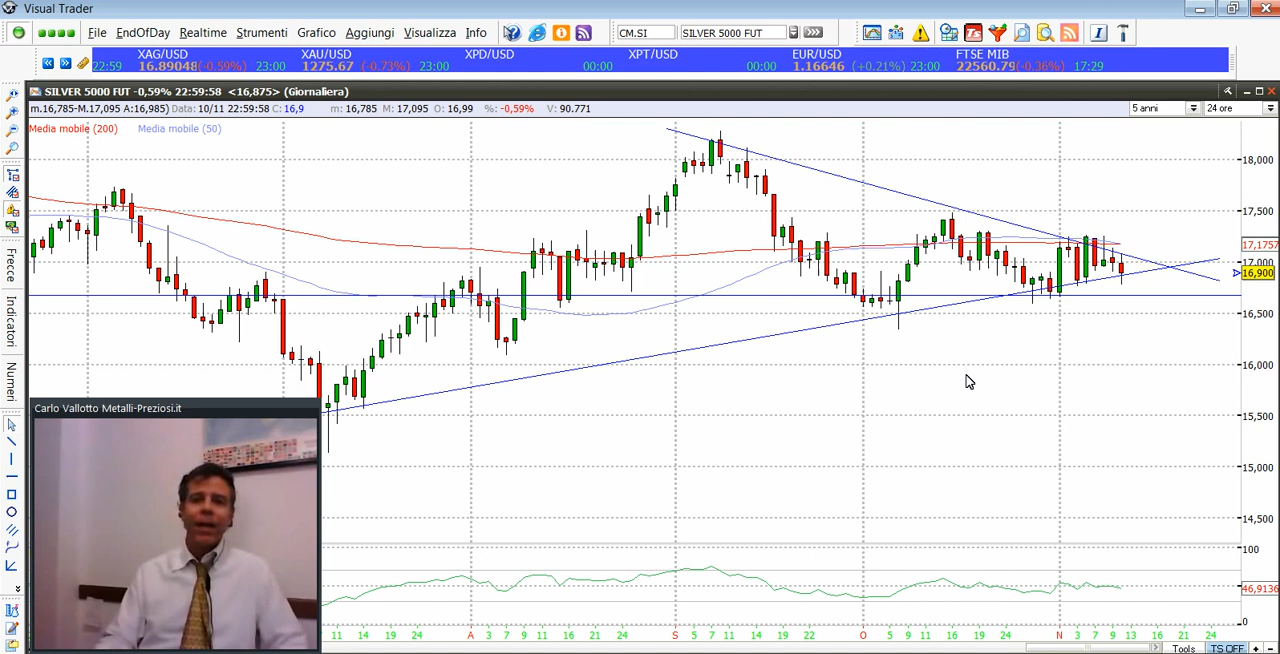 Visual Trader
File EndOfDay Realtime Strumenti Grafico Aggiungi Visualizza Info CM.SI SILVER 5000 FUT
XAG/USD XAU/USD XPD/USD XPT/USD EUR/USD FTSE MIB
22:59 16.89048(-0.59%) 23:00 1275.67 (-0.73%) 23:00 00:00 00:00 1.16646 (+0.21%) 23:00 22560.79(-0.36%) 17:29
SILVER 5000 FUT -0,59% 22:59:58 <16,875> (Giornaliera)
m.16,785-M.17,095 A:16,985) Data: 10/11 22:59:58 C: 16,9 m: 16,785 M: 17,095 O: 16,99 %: -0,59% V: 90.771 5 anni 24 ore
Media mobile (200) Media mobile (50)
18,000
17,500
17,1757
17,000
16,900
16,500
16,000
15,500
15,000
14,500
100
46,9136
0
Frecce
Indicatori
Numeri
Carlo Vallotto Metalli-Preziosi.it
11 14 19 24 A 3 7 9 11 16 22 24 S 5 7 11 14 19 22 O 5 9 11 16 19 24 N 3 7 9 13 16 21 24
Tools TS OFF + -